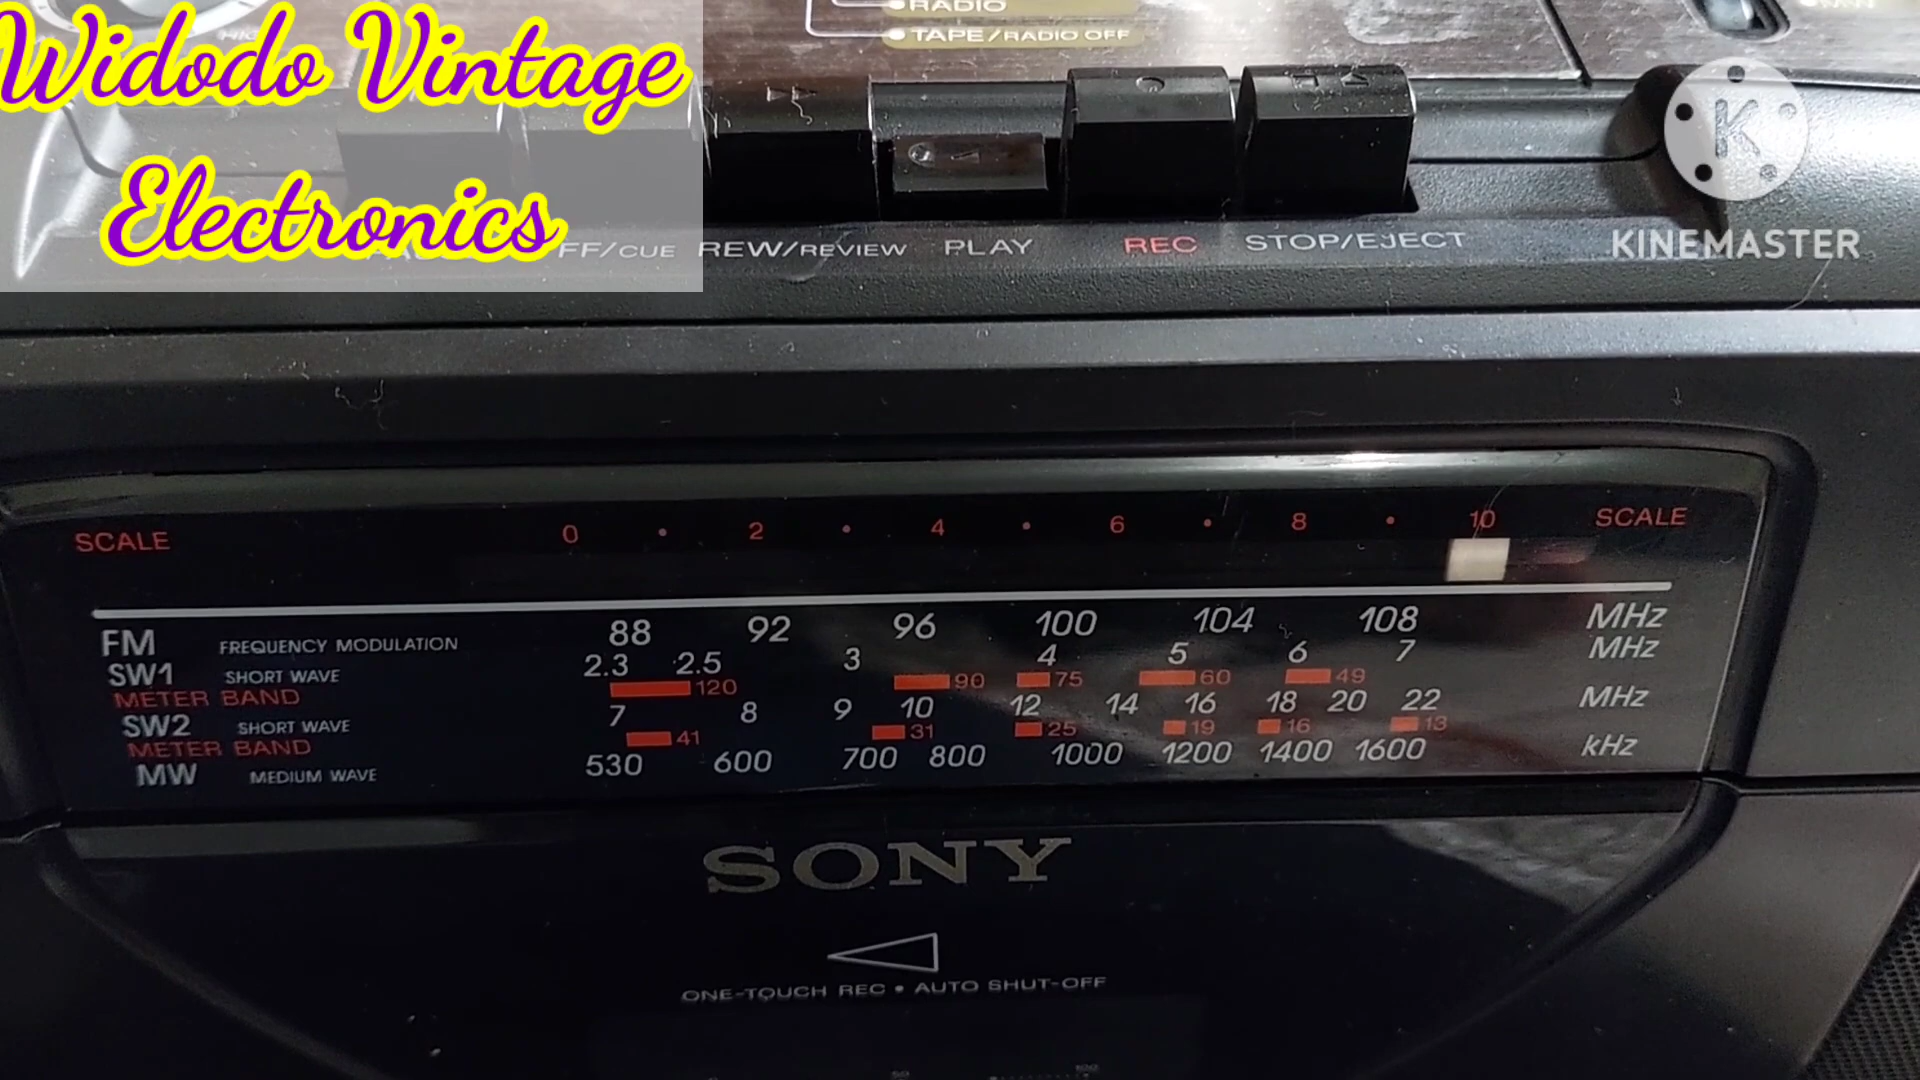 RADIO
TAPE/RADIO OFF
Widodo Vintage
Electronics
K
KINEMASTER
FF/CUE REW/REVIEW PLAY REC STOP/EJECT
SCALE 0 • 2 • 4 • 6 • 8 • 10 SCALE
FM FREQUENCY MODULATION 88 92 96 100 104 108 MHz
SW1 SHORT WAVE 2.3 2.5 3 4 5 6 7 MHz
METER BAND 120 90 75 60 49
SW2 SHORT WAVE 7 8 9 10 12 14 16 18 20 22 MHz
METER BAND 41 31 25 19 16 13
MW MEDIUM WAVE 530 600 700 800 1000 1200 1400 1600 kHz
SONY
ONE-TOUCH REC • AUTO SHUT-OFF
50 100